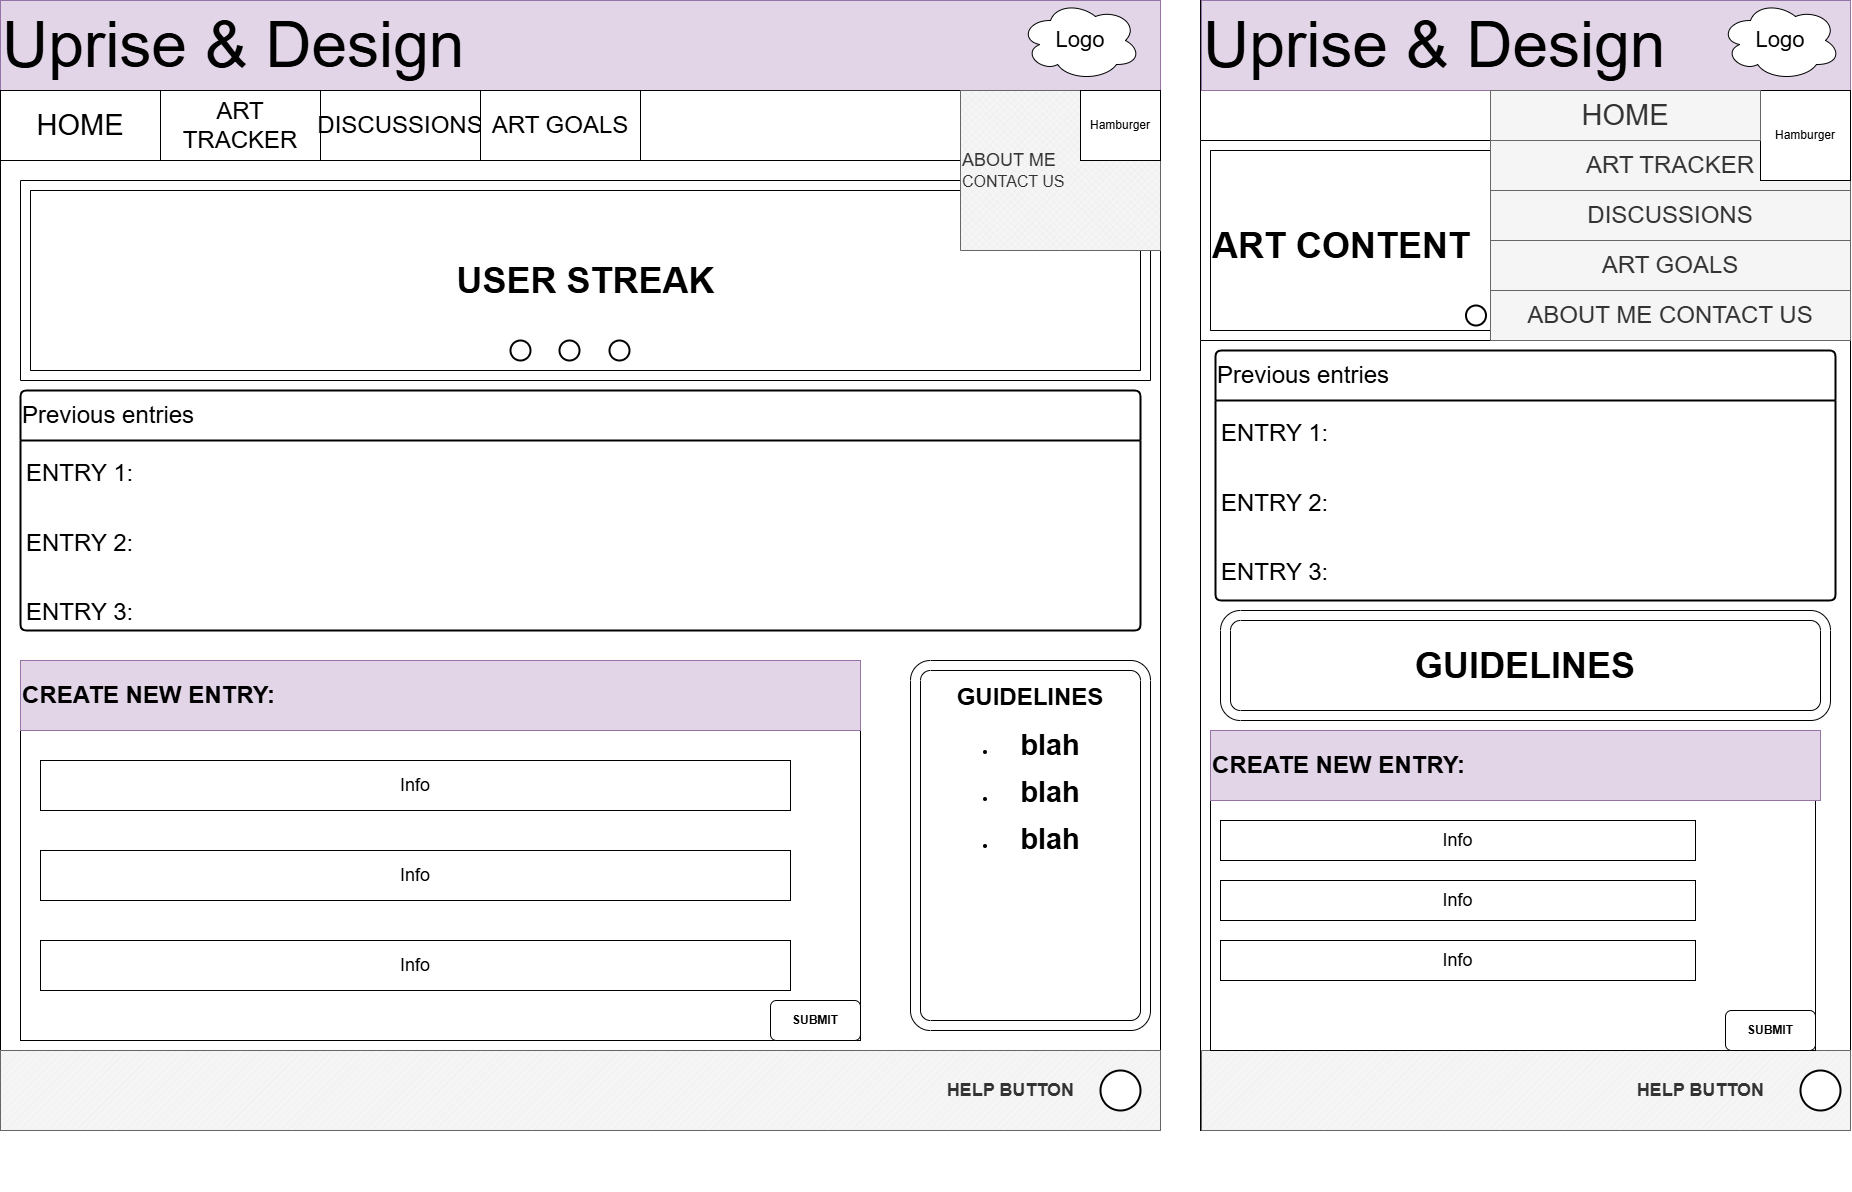 Uprise & Design
Logo
HOME
ART
TRACKER
DISCUSSIONS
ART GOALS
Hamburger
ABOUT ME
CONTACT US
USER STREAK
Previous entries
ENTRY 1:
ENTRY 2:
ENTRY 3:
CREATE NEW ENTRY:
Info
Info
Info
SUBMIT
GUIDELINES
blah
blah
blah
HELP BUTTON
Uprise & Design
Logo
HOME
Hamburger
ART TRACKER
DISCUSSIONS
ART GOALS
ABOUT ME CONTACT US
ART CONTENT
Previous entries
ENTRY 1:
ENTRY 2:
ENTRY 3:
GUIDELINES
CREATE NEW ENTRY:
Info
Info
Info
SUBMIT
HELP BUTTON